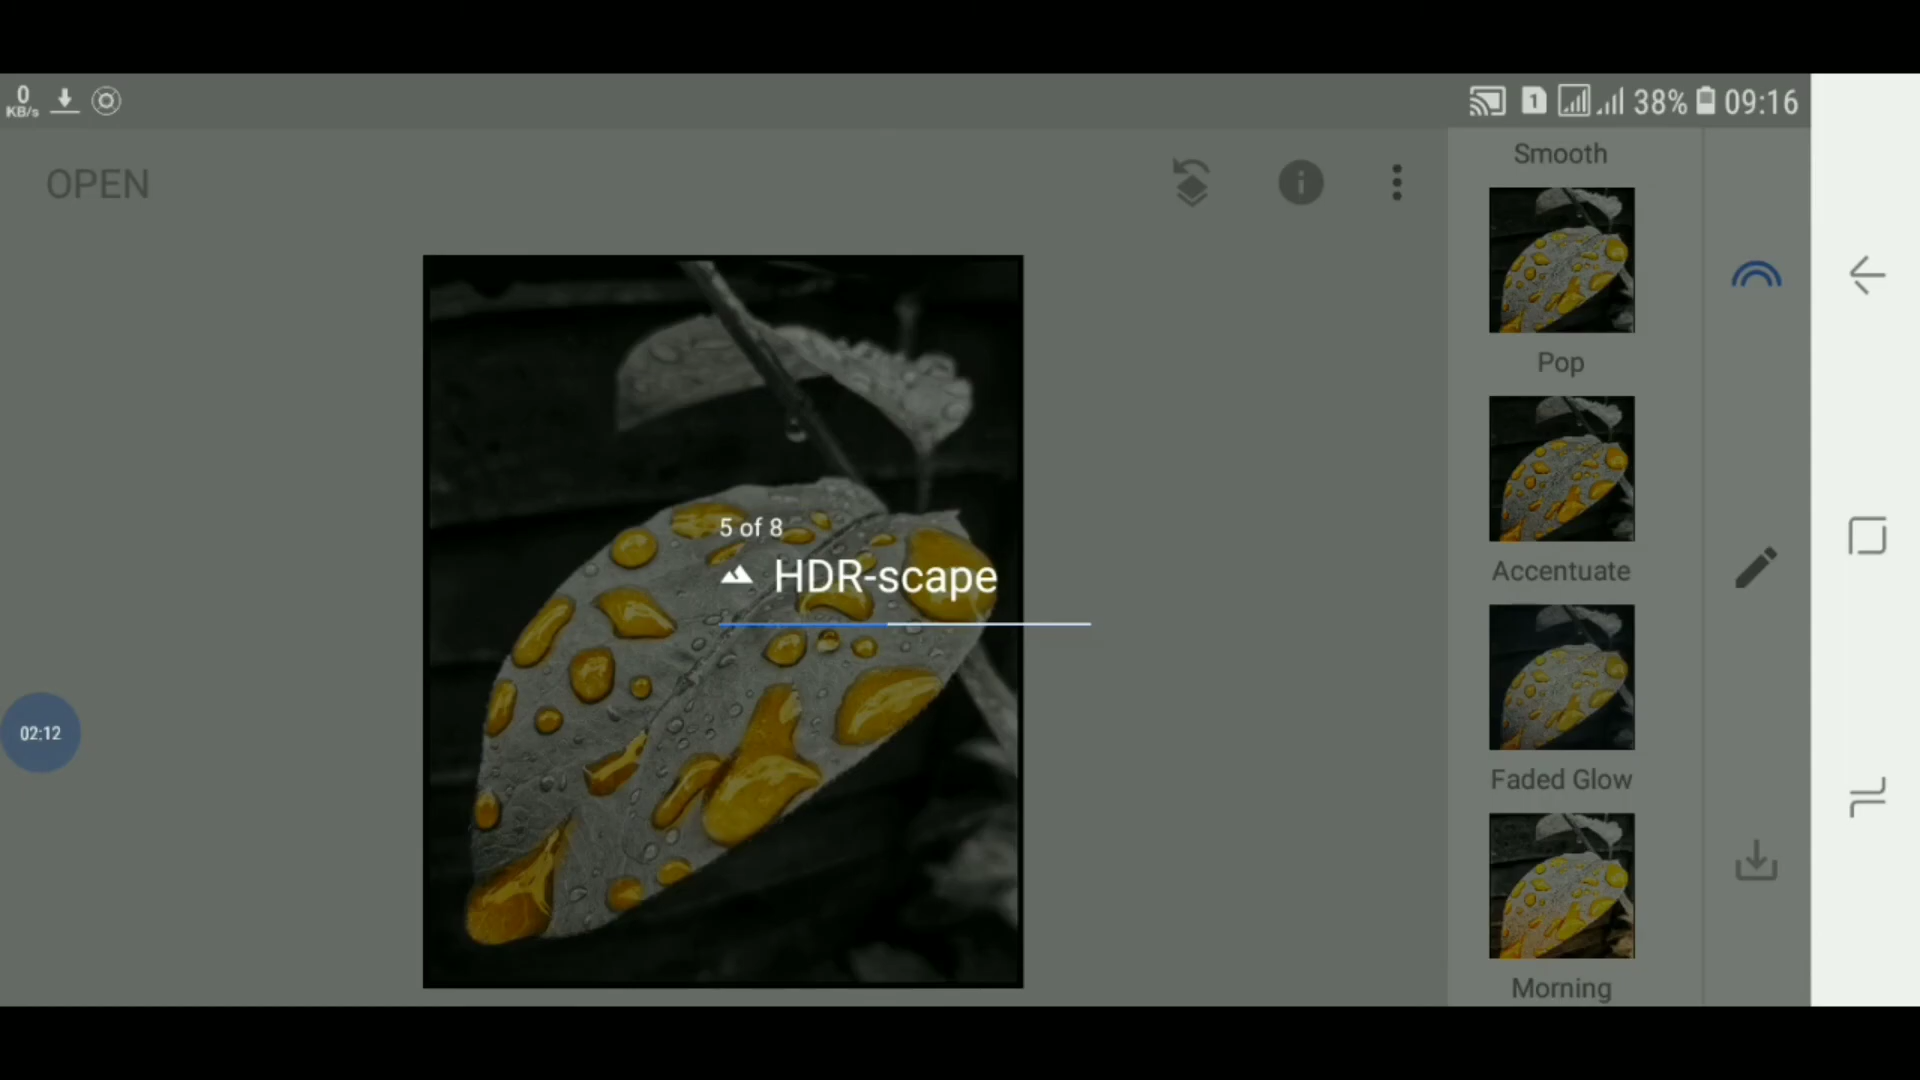 0
KB/s
1
38%
09:16
OPEN
Smooth
Pop
Accentuate
Faded Glow
Morning
5 of 8
HDR-scape
02:12